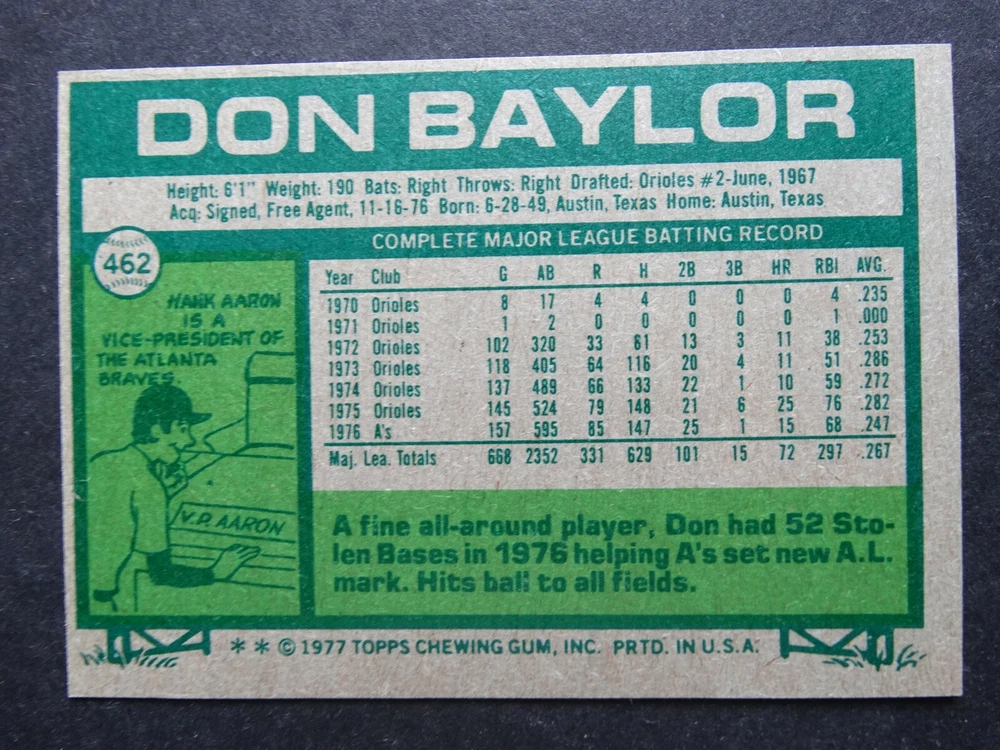 DON BAYLOR
Height: 6'1" Weight: 190 Bats: Right Throws: Right Drafted: Orioles #2-June, 1967
Acq: Signed, Free Agent, 11-16-76 Born: 6-28-49, Austin, Texas Home: Austin, Texas
462
HANK AARON
IS A
VICE-PRESIDENT OF
THE ATLANTA
BRAVES.
V.P. AARON
COMPLETE MAJOR LEAGUE BATTING RECORD
Year Club G AB R H 2B 3B HR RBI AVG.
1970 Orioles 8 17 4 4 0 0 0 4 .235
1971 Orioles 1 2 0 0 0 0 0 1 .000
1972 Orioles 102 320 33 81 13 3 11 38 .253
1973 Orioles 118 405 64 116 20 4 11 51 .286
1974 Orioles 137 489 66 133 22 1 10 59 .272
1975 Orioles 145 524 79 148 21 6 25 76 .282
1976 A's 157 595 85 147 25 1 15 68 .247
Maj. Lea. Totals 668 2352 331 629 101 15 72 297 .267
A fine all-around player, Don had 52 Sto-
len Bases in 1976 helping A's set new A.L.
mark. Hits ball to all fields.
* * © 1977 TOPPS CHEWING GUM, INC. PRTD. IN U.S.A.